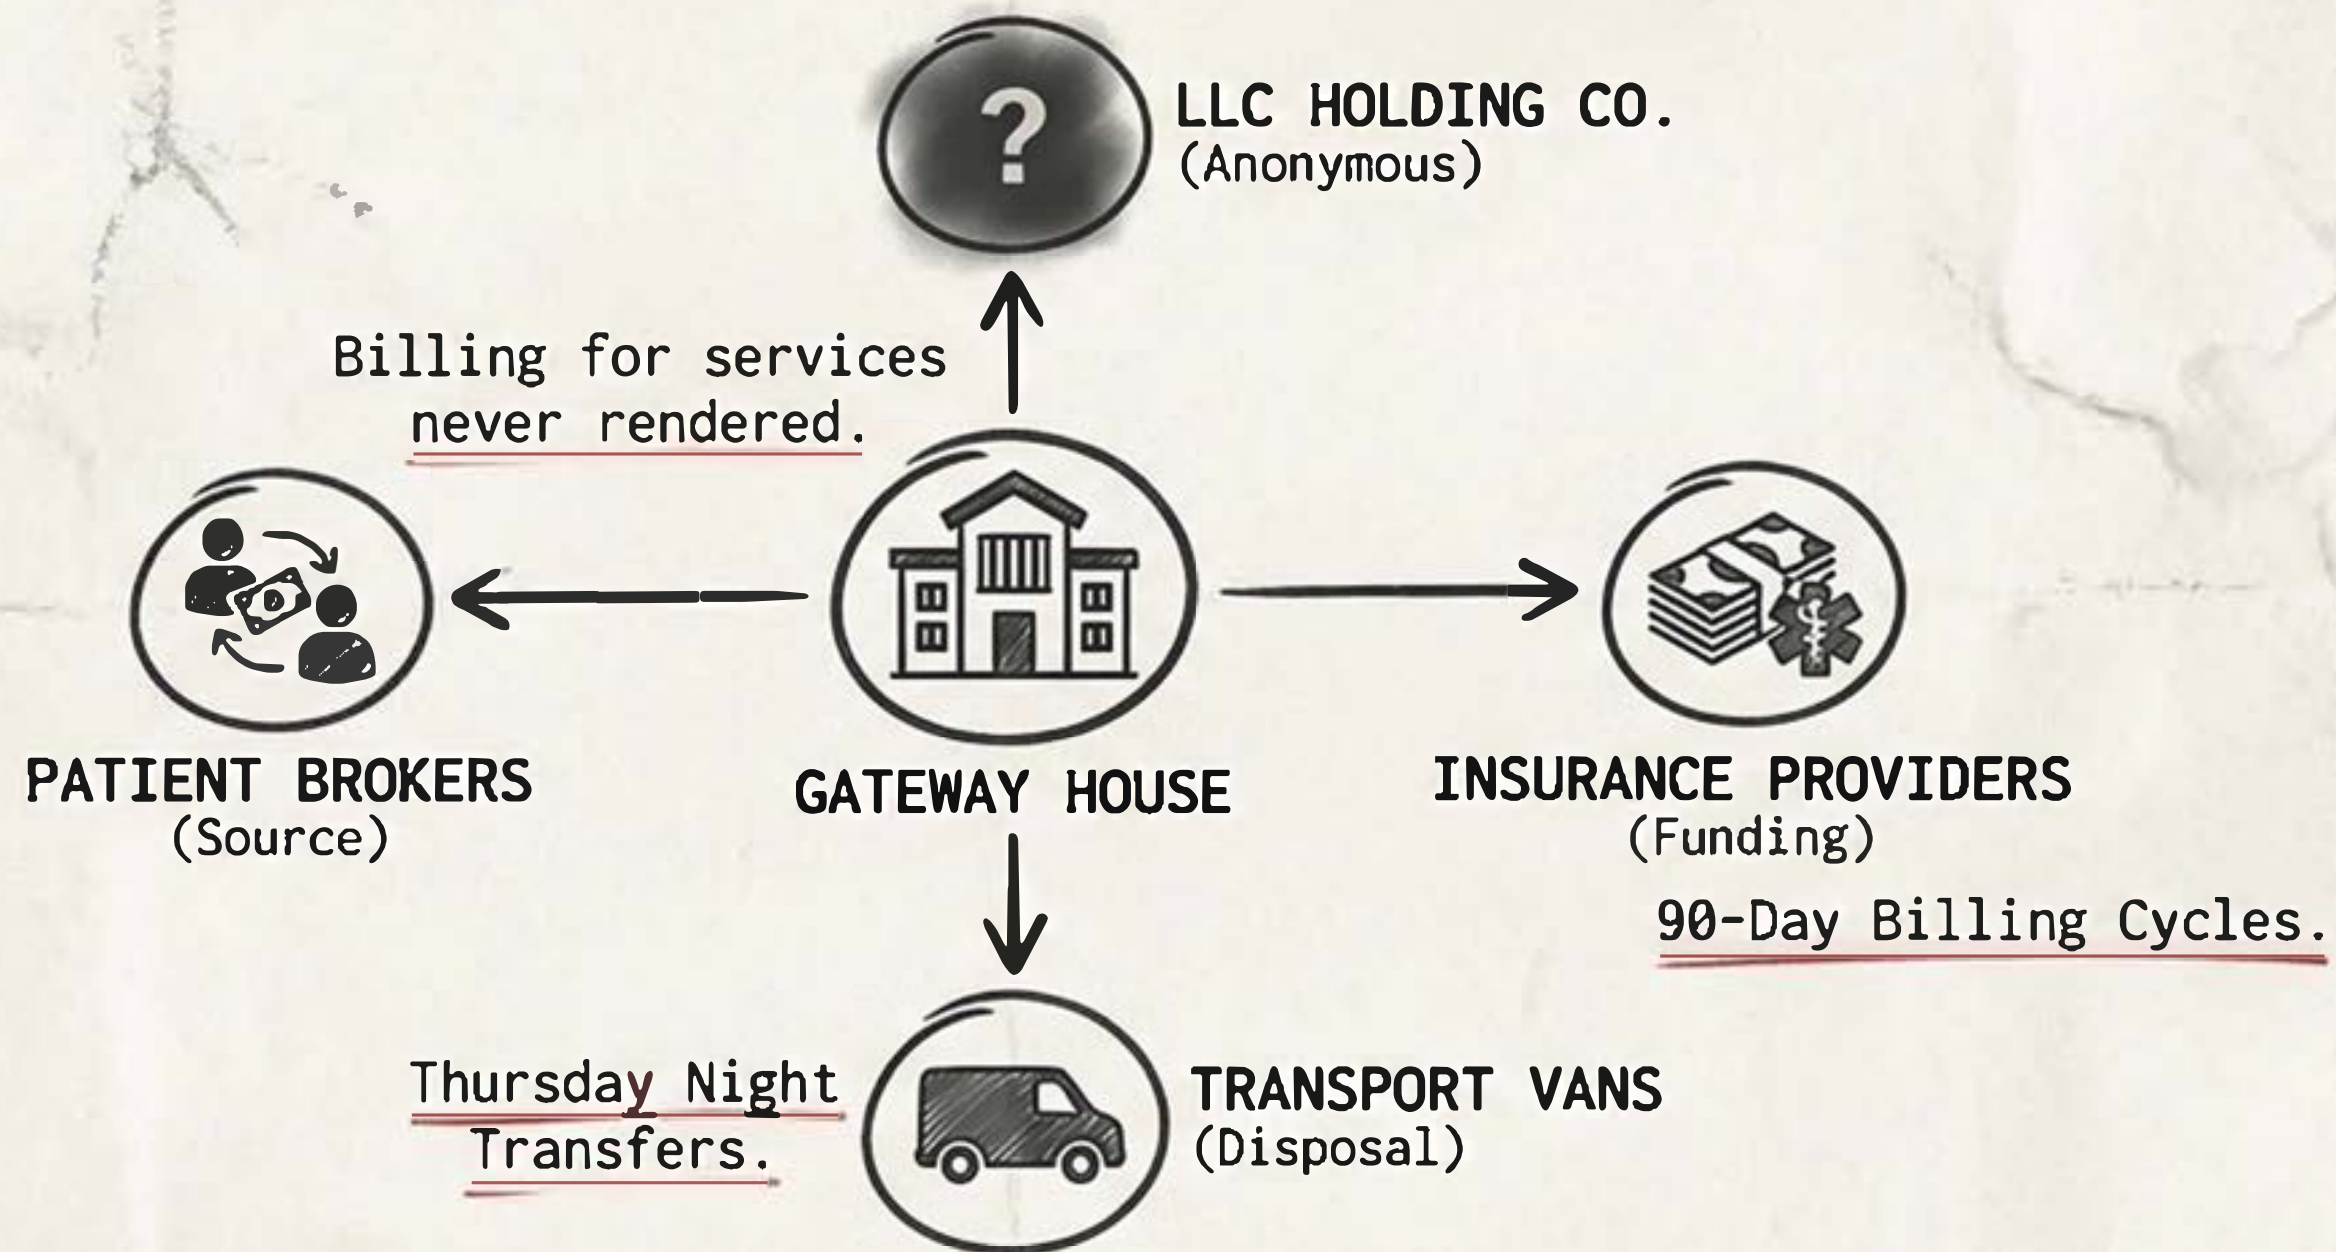 ?
LLC HOLDING CO.
(Anonymous)
Billing for services
never rendered.
PATIENT BROKERS
(Source)
GATEWAY HOUSE
INSURANCE PROVIDERS
(Funding)
90-Day Billing Cycles.
Thursday Night
Transfers.
TRANSPORT VANS
(Disposal)